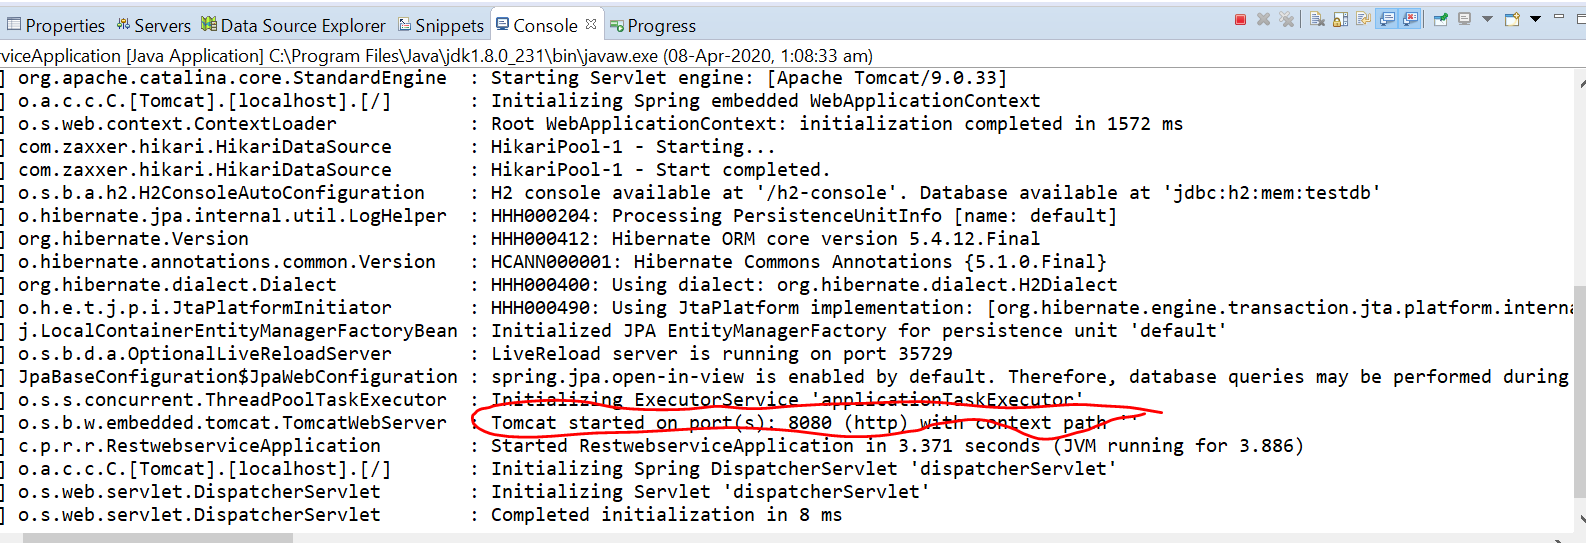 Properties Servers Data Source Explorer Snippets Console Progress
rviceApplication [Java Application] C:\Program Files\Java\jdk1.8.0_231\bin\javaw.exe (08-Apr-2020, 1:08:33 am)
] org.apache.catalina.core.StandardEngine : Starting Servlet engine: [Apache Tomcat/9.0.33]
] o.a.c.c.C.[Tomcat].[localhost].[/] : Initializing Spring embedded WebApplicationContext
] o.s.web.context.ContextLoader : Root WebApplicationContext: initialization completed in 1572 ms
] com.zaxxer.hikari.HikariDataSource : HikariPool-1 - Starting...
] com.zaxxer.hikari.HikariDataSource : HikariPool-1 - Start completed.
] o.s.b.a.h2.H2ConsoleAutoConfiguration : H2 console available at '/h2-console'. Database available at 'jdbc:h2:mem:testdb'
] o.hibernate.jpa.internal.util.LogHelper : HHH000204: Processing PersistenceUnitInfo [name: default]
] org.hibernate.Version : HHH000412: Hibernate ORM core version 5.4.12.Final
] o.hibernate.annotations.common.Version : HCANN000001: Hibernate Commons Annotations {5.1.0.Final}
] org.hibernate.dialect.Dialect : HHH000400: Using dialect: org.hibernate.dialect.H2Dialect
] o.h.e.t.j.p.i.JtaPlatformInitiator : HHH000490: Using JtaPlatform implementation: [org.hibernate.engine.transaction.jta.platform.interna
] j.LocalContainerEntityManagerFactoryBean : Initialized JPA EntityManagerFactory for persistence unit 'default'
] o.s.b.d.a.OptionalLiveReloadServer : LiveReload server is running on port 35729
] JpaBaseConfiguration$JpaWebConfiguration : spring.jpa.open-in-view is enabled by default. Therefore, database queries may be performed during
] o.s.s.concurrent.ThreadPoolTaskExecutor : Initializing ExecutorService 'applicationTaskExecutor'
] o.s.b.w.embedded.tomcat.TomcatWebServer : Tomcat started on port(s): 8080 (http) with context path ''
] c.p.r.r.RestwebserviceApplication : Started RestwebserviceApplication in 3.371 seconds (JVM running for 3.886)
] o.a.c.c.C.[Tomcat].[localhost].[/] : Initializing Spring DispatcherServlet 'dispatcherServlet'
] o.s.web.servlet.DispatcherServlet : Initializing Servlet 'dispatcherServlet'
] o.s.web.servlet.DispatcherServlet : Completed initialization in 8 ms